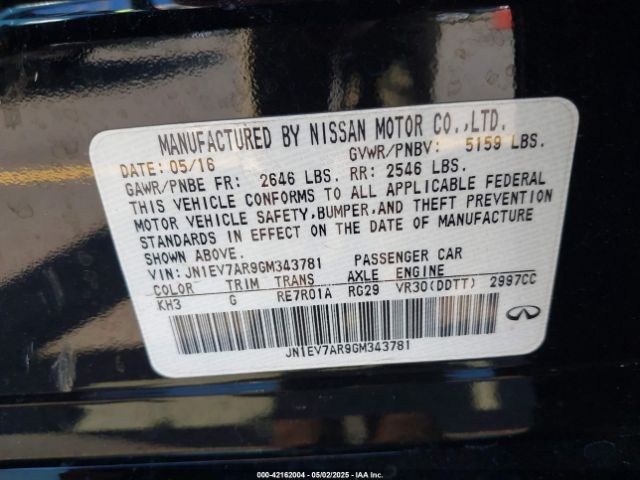 MANUFACTURED BY NISSAN MOTOR CO.,LTD.
DATE: 05/16 GVWR/PNBV: 5159 LBS.
GAWR/PNBE FR: 2646 LBS. RR: 2546 LBS.
THIS VEHICLE CONFORMS TO ALL APPLICABLE FEDERAL
MOTOR VEHICLE SAFETY, BUMPER, AND THEFT PREVENTION
STANDARDS IN EFFECT ON THE DATE OF MANUFACTURE
SHOWN ABOVE.
VIN: JN1EV7AR9GM343781 PASSENGER CAR
COLOR TRIM TRANS AXLE ENGINE
KH3 G RE7R01A RG29 VR30(DDTT) 2997CC
JN1EV7AR9GM343781
000-42162004 - 05/02/2025 - IAAI.com